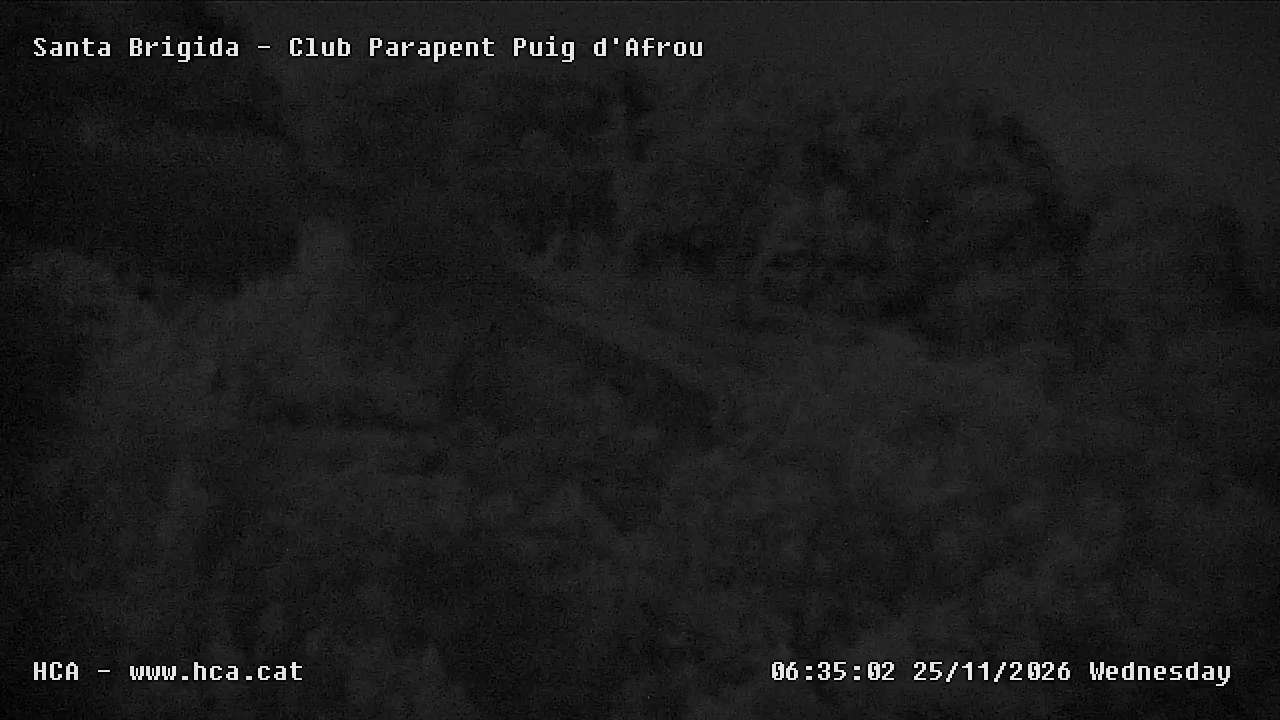 Santa Brigida - Club Parapent Puig d'Afrou
HCA - www.hca.cat
06:35:02 25/11/2026 Wednesday